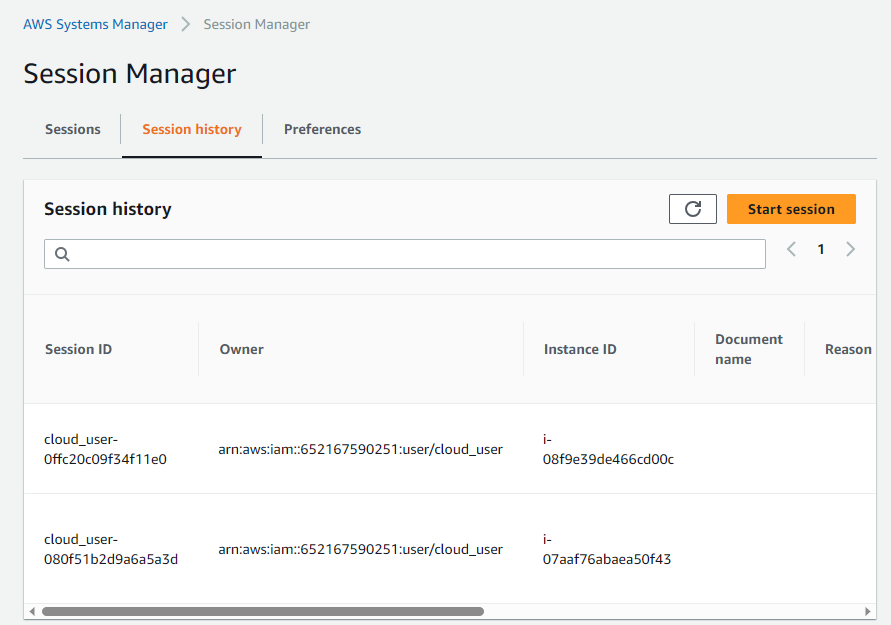 AWS Systems Manager > Session Manager
Session Manager
Sessions
Session history
Preferences
Session history
Start session
1
Session ID
Owner
Instance ID
Document
name
Reason
cloud_user-
0ffc20c09f34f11e0
arn:aws:iam::652167590251:user/cloud_user
i-
08f9e39de466cd00c
cloud_user-
080f51b2d9a6a5a3d
arn:aws:iam::652167590251:user/cloud_user
i-
07aaf76abaea50f43